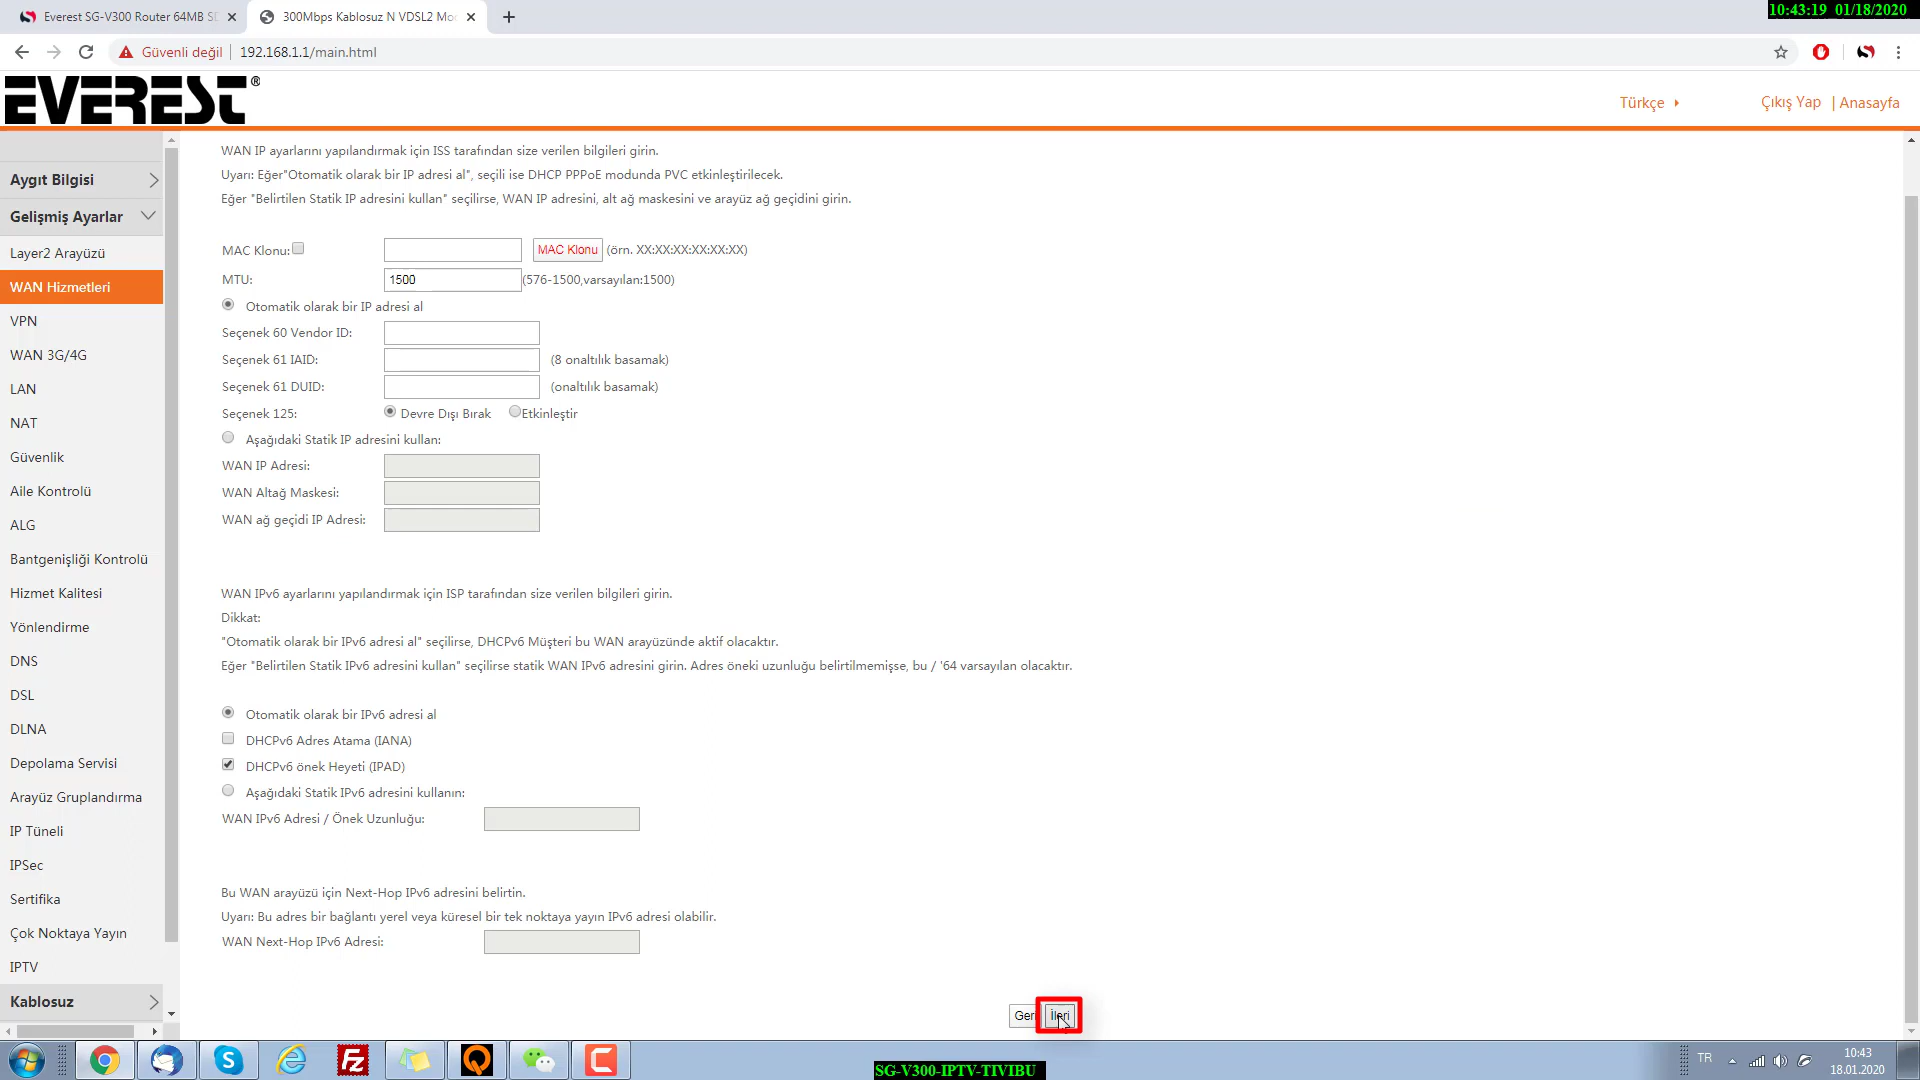 10:43:19 01/18/2020
Everest SG-V300 Router 64MB SD
300Mbps Kablosuz N VDSL2 Mo
Güvenli değil
192.168.1.1/main.html
EVEREST®
Türkçe
Çıkış Yap | Anasayfa
Aygıt Bilgisi
Gelişmiş Ayarlar
Layer2 Arayüzü
WAN Hizmetleri
VPN
WAN 3G/4G
LAN
NAT
Güvenlik
Aile Kontrolü
ALG
Bantgenişliği Kontrolü
Hizmet Kalitesi
Yönlendirme
DNS
DSL
DLNA
Depolama Servisi
Arayüz Gruplandırma
IP Tüneli
IPSec
Sertifika
Çok Noktaya Yayın
IPTV
Kablosuz
WAN IP ayarlarını yapılandırmak için ISS tarafından size verilen bilgileri girin.
Uyarı: Eğer"Otomatik olarak bir IP adresi al", seçili ise DHCP PPPoE modunda PVC etkinleştirilecek.
Eğer "Belirtilen Statik IP adresini kullan" seçilirse, WAN IP adresini, alt ağ maskesini ve arayüz ağ geçidini girin.
MAC Klonu: MAC Klonu (örn. XX:XX:XX:XX:XX:XX)
MTU: 1500 (576-1500,varsayılan:1500)
Otomatik olarak bir IP adresi al
Seçenek 60 Vendor ID:
Seçenek 61 IAID: (8 onaltılık basamak)
Seçenek 61 DUID: (onaltılık basamak)
Seçenek 125: Devre Dışı Bırak Etkinleştir
Aşağıdaki Statik IP adresini kullan:
WAN IP Adresi:
WAN Altağ Maskesi:
WAN ağ geçidi IP Adresi:
WAN IPv6 ayarlarını yapılandırmak için ISP tarafından size verilen bilgileri girin.
Dikkat:
"Otomatik olarak bir IPv6 adresi al" seçilirse, DHCPv6 Müşteri bu WAN arayüzünde aktif olacaktır.
Eğer "Belirtilen Statik IPv6 adresini kullan" seçilirse statik WAN IPv6 adresini girin. Adres öneki uzunluğu belirtilmemişse, bu / '64 varsayılan olacaktır.
Otomatik olarak bir IPv6 adresi al
DHCPv6 Adres Atama (IANA)
DHCPv6 önek Heyeti (IPAD)
Aşağıdaki Statik IPv6 adresini kullanın:
WAN IPv6 Adresi / Önek Uzunluğu:
Bu WAN arayüzü için Next-Hop IPv6 adresini belirtin.
Uyarı: Bu adres bir bağlantı yerel veya küresel bir tek noktaya yayın IPv6 adresi olabilir.
WAN Next-Hop IPv6 Adresi:
Geri İleri
SG-V300-IPTV-TIVIBU
TR
10:43
18.01.2020